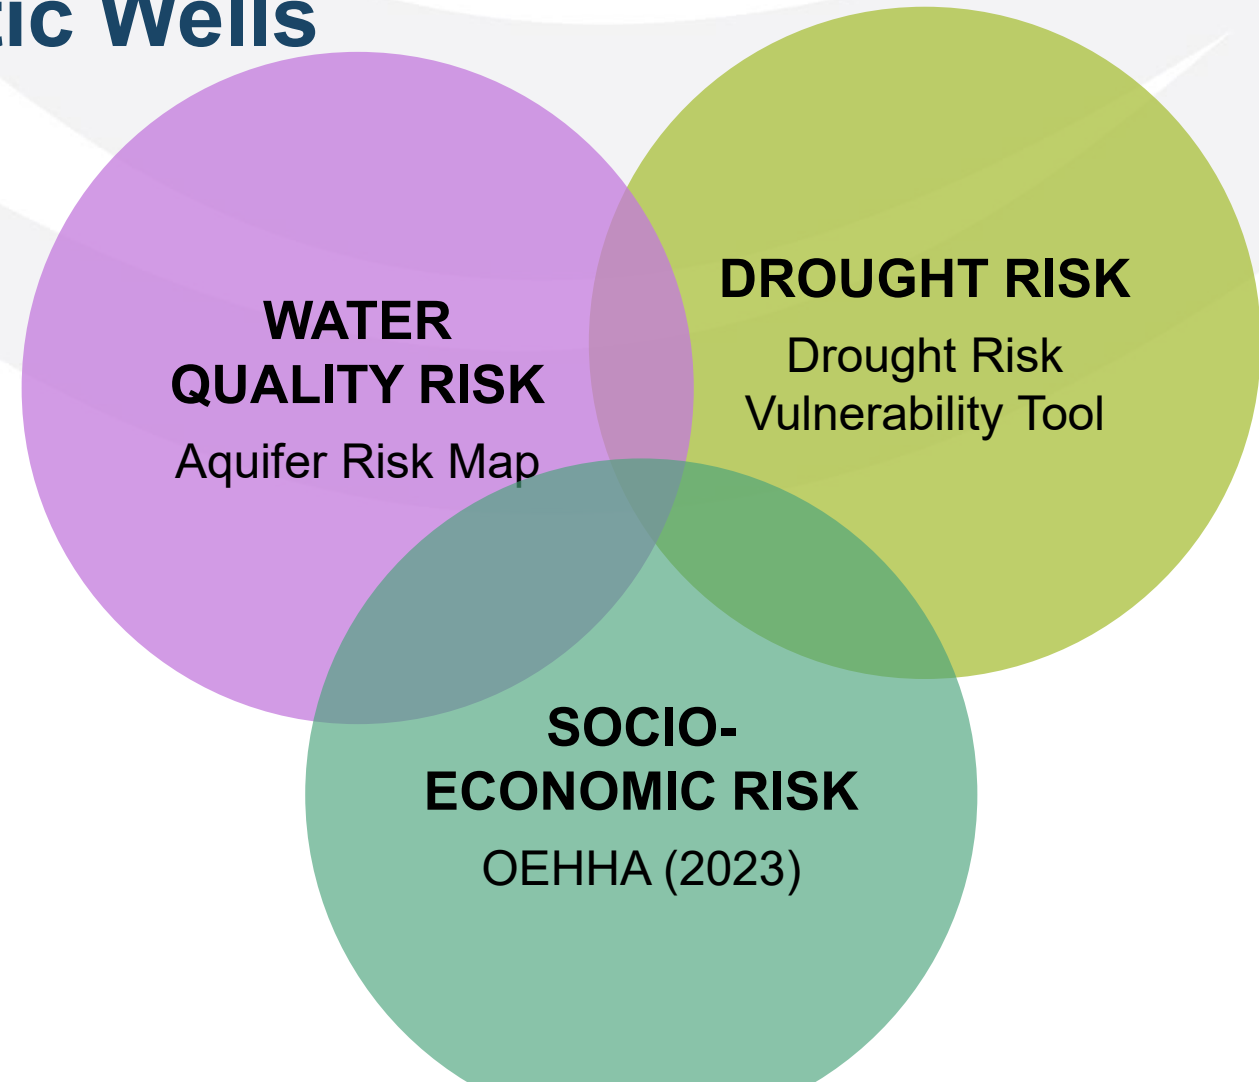 tic Wells
WATER
QUALITY RISK
Aquifer Risk Map
DROUGHT RISK
Drought Risk
Vulnerability Tool
SOCIO-
ECONOMIC RISK
OEHHA (2023)